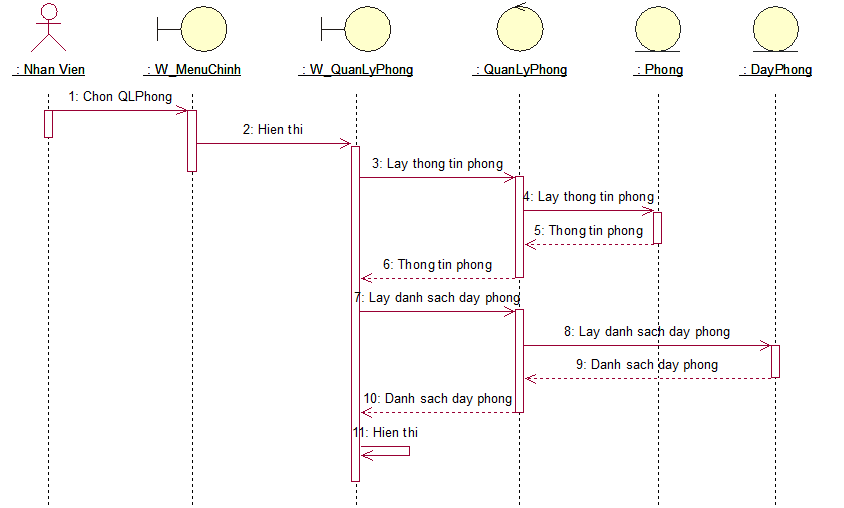 : Nhan Vien
: W_MenuChinh
: W_QuanLyPhong
: QuanLyPhong
: Phong
: DayPhong
1: Chon QLPhong
2: Hien thi
3: Lay thong tin phong
4: Lay thong tin phong
5: Thong tin phong
6: Thong tin phong
7: Lay danh sach day phong
8: Lay danh sach day phong
9: Danh sach day phong
10: Danh sach day phong
11: Hien thi